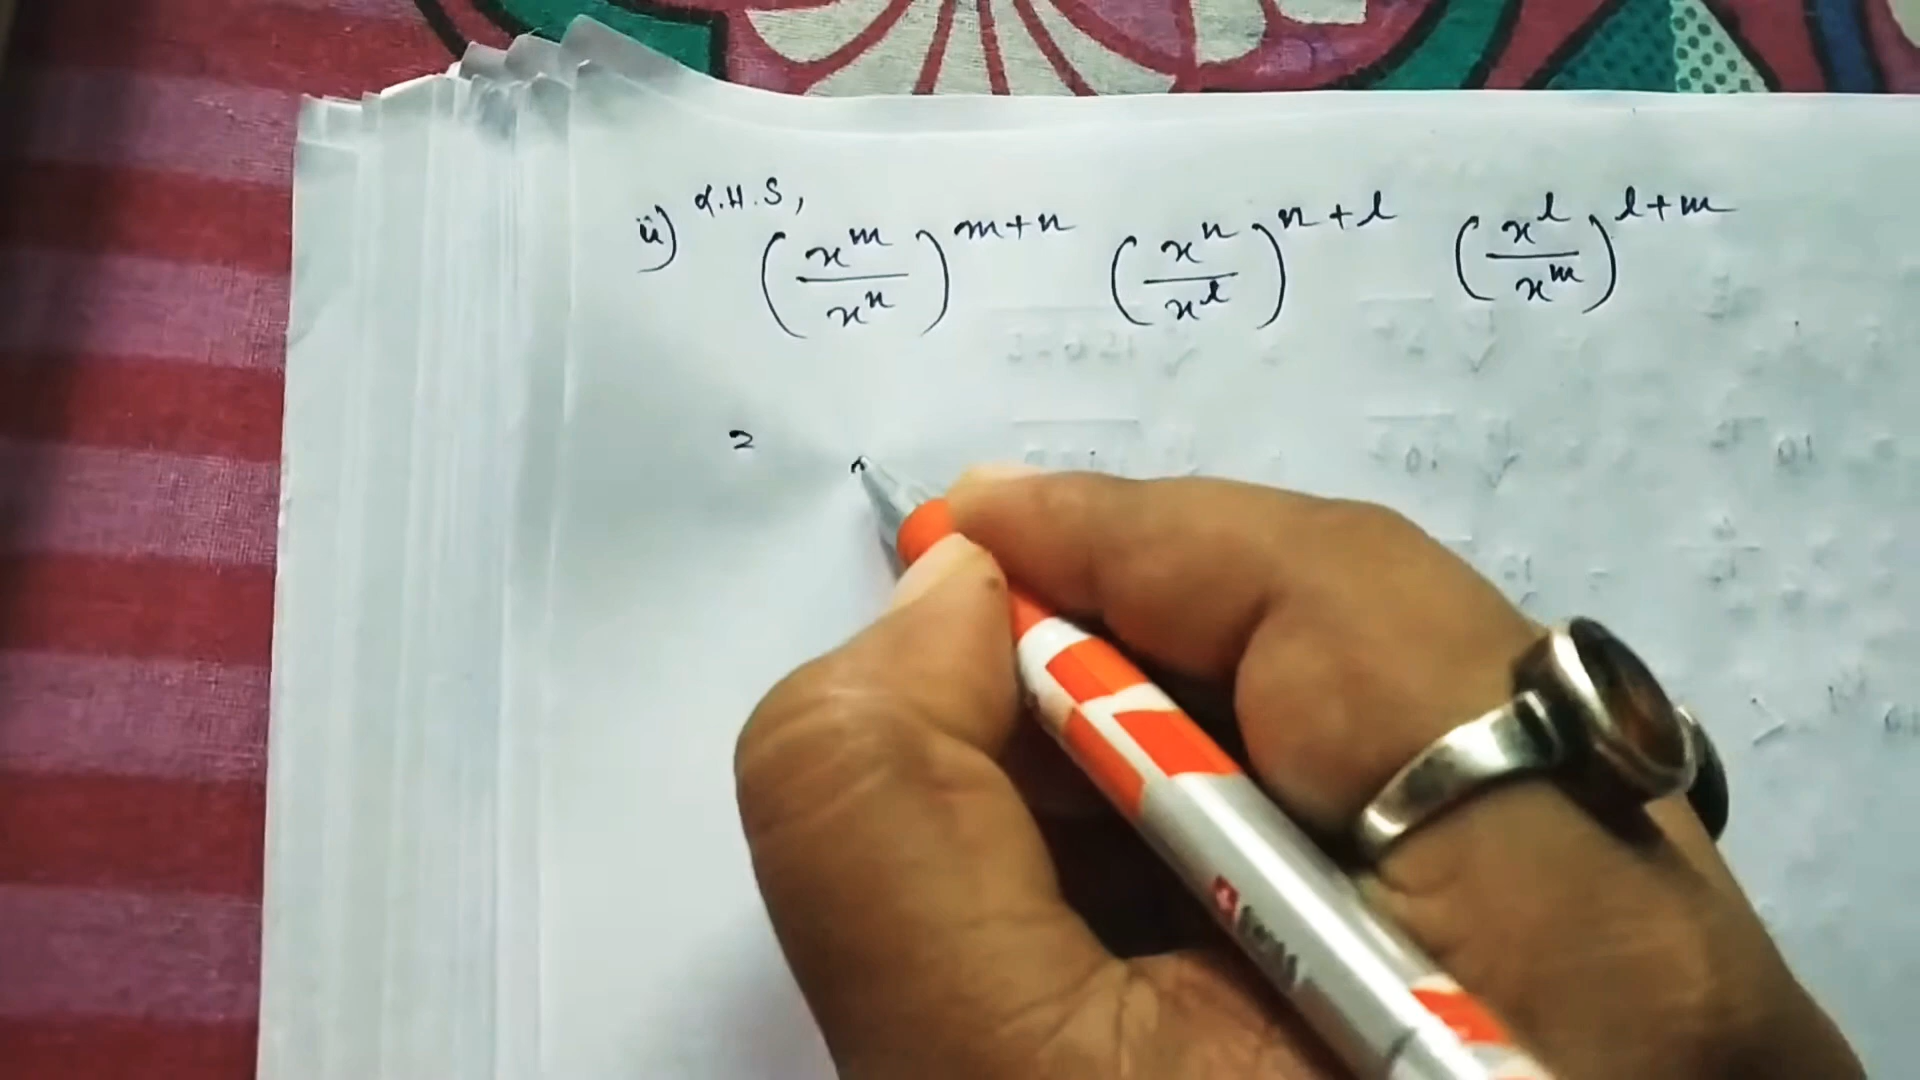 ii) L.H.S,
(x^m/x^n)^m+n (x^n/x^l)^n+l (x^l/x^m)^l+m
=